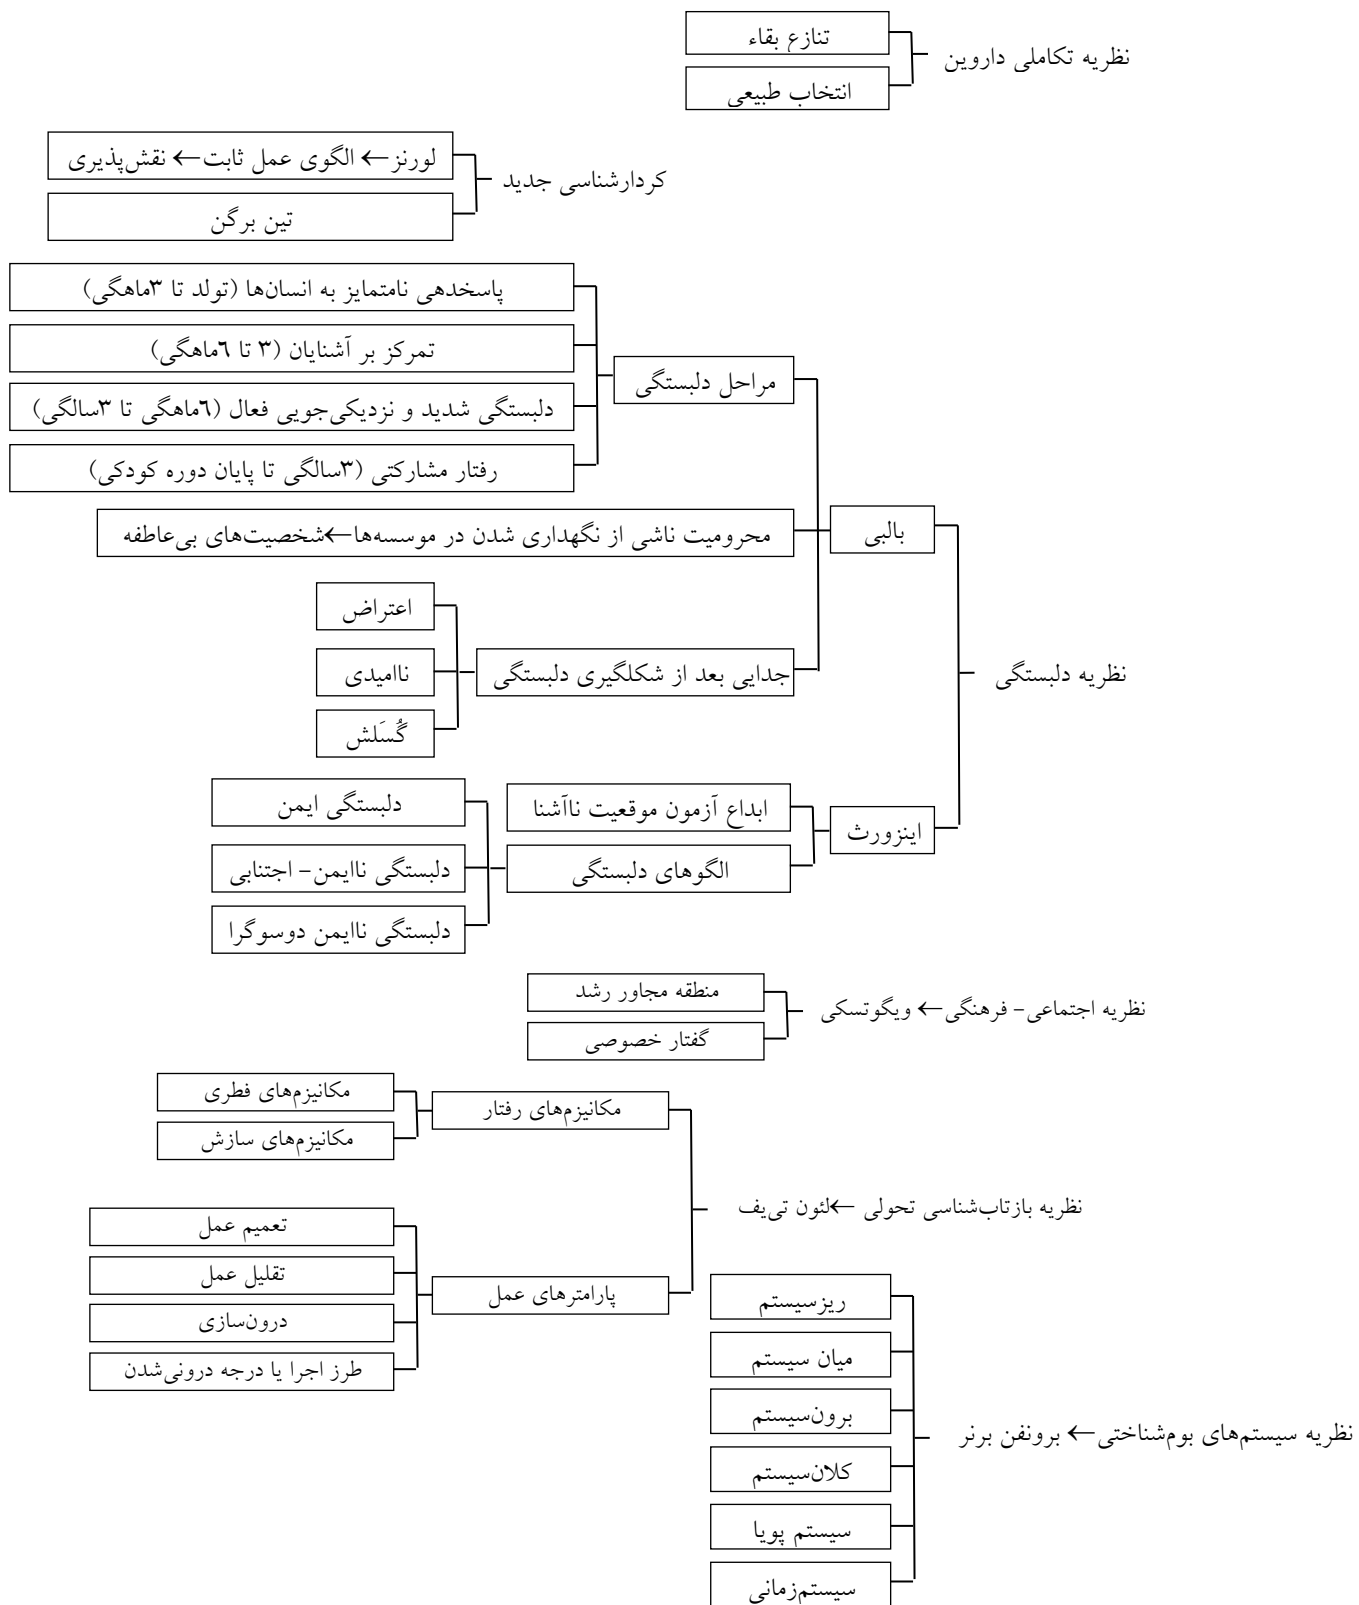 نظریه تکاملی داروین
تنازع بقاء
انتخاب طبیعی
کردارشناسی جدید
لورنز← الگوی عمل ثابت← نقش‌پذیری
تین برگن
نظریه دلبستگی
بالبی
مراحل دلبستگی
پاسخدهی نامتمایز به انسان‌ها (تولد تا ۳ماهگی)
تمرکز بر آشنایان (۳ تا ۶ماهگی)
دلبستگی شدید و نزدیکی‌جویی فعال (۶ماهگی تا ۳سالگی)
رفتار مشارکتی (۳سالگی تا پایان دوره کودکی)
محرومیت ناشی از نگهداری شدن در موسسه‌ها←شخصیت‌های بی‌عاطفه
جدایی بعد از شکلگیری دلبستگی
اعتراض
ناامیدی
گُسَلش
اینزورث
ابداع آزمون موقعیت ناآشنا
الگوهای دلبستگی
دلبستگی ایمن
دلبستگی ناایمن- اجتنابی
دلبستگی ناایمن دوسوگرا
نظریه اجتماعی- فرهنگی← ویگوتسکی
منطقه مجاور رشد
گفتار خصوصی
نظریه بازتاب‌شناسی تحولی ←لئون تی‌یف
مکانیزم‌های رفتار
مکانیزم‌های فطری
مکانیزم‌های سازش
پارامترهای عمل
تعمیم عمل
تقلیل عمل
درون‌سازی
طرز اجرا یا درجه درونی‌شدن
نظریه سیستم‌های بوم‌شناختی← برونفن برنر
ریزسیستم
میان سیستم
برون‌سیستم
کلان‌سیستم
سیستم پویا
سیستم‌زمانی